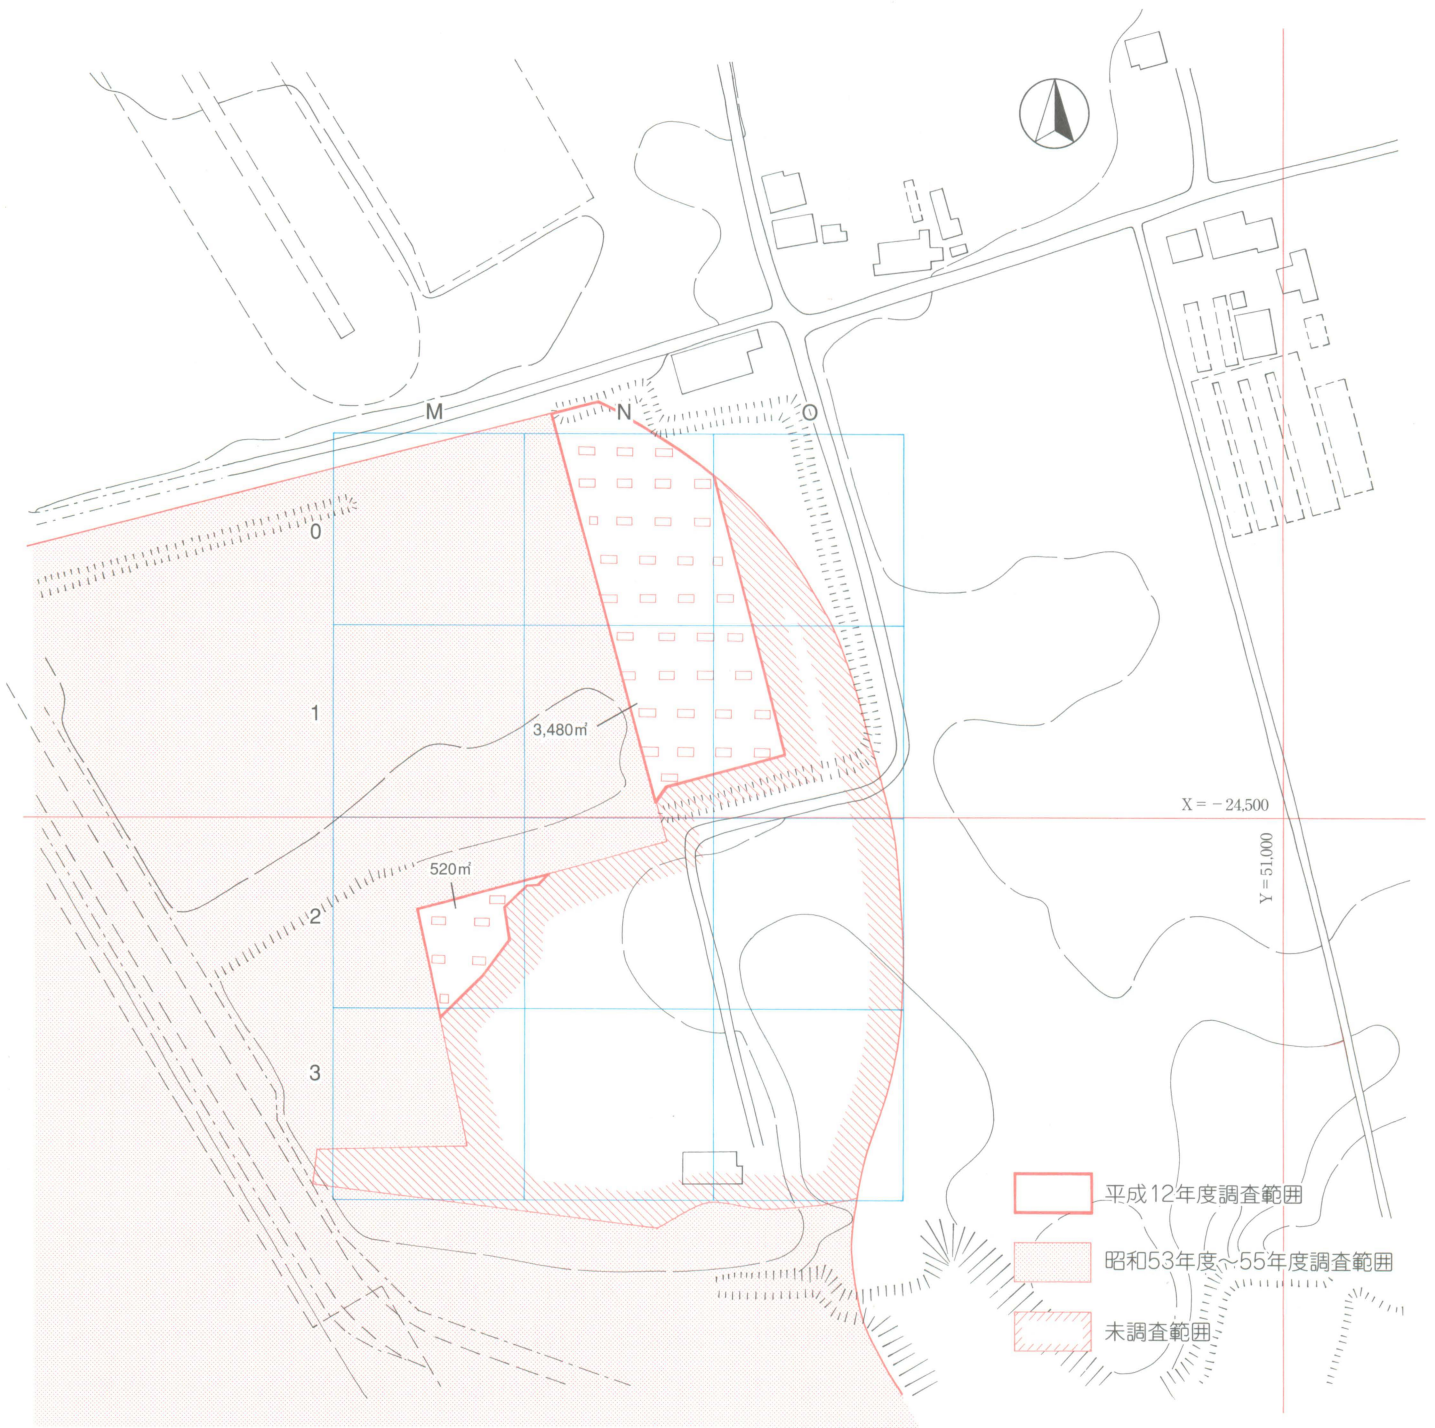 M
N
O
0
1
3,480㎡
X = −24,500
Y = 51,000
520㎡
2
3
平成12年度調査範囲
昭和53年度～55年度調査範囲
未調査範囲